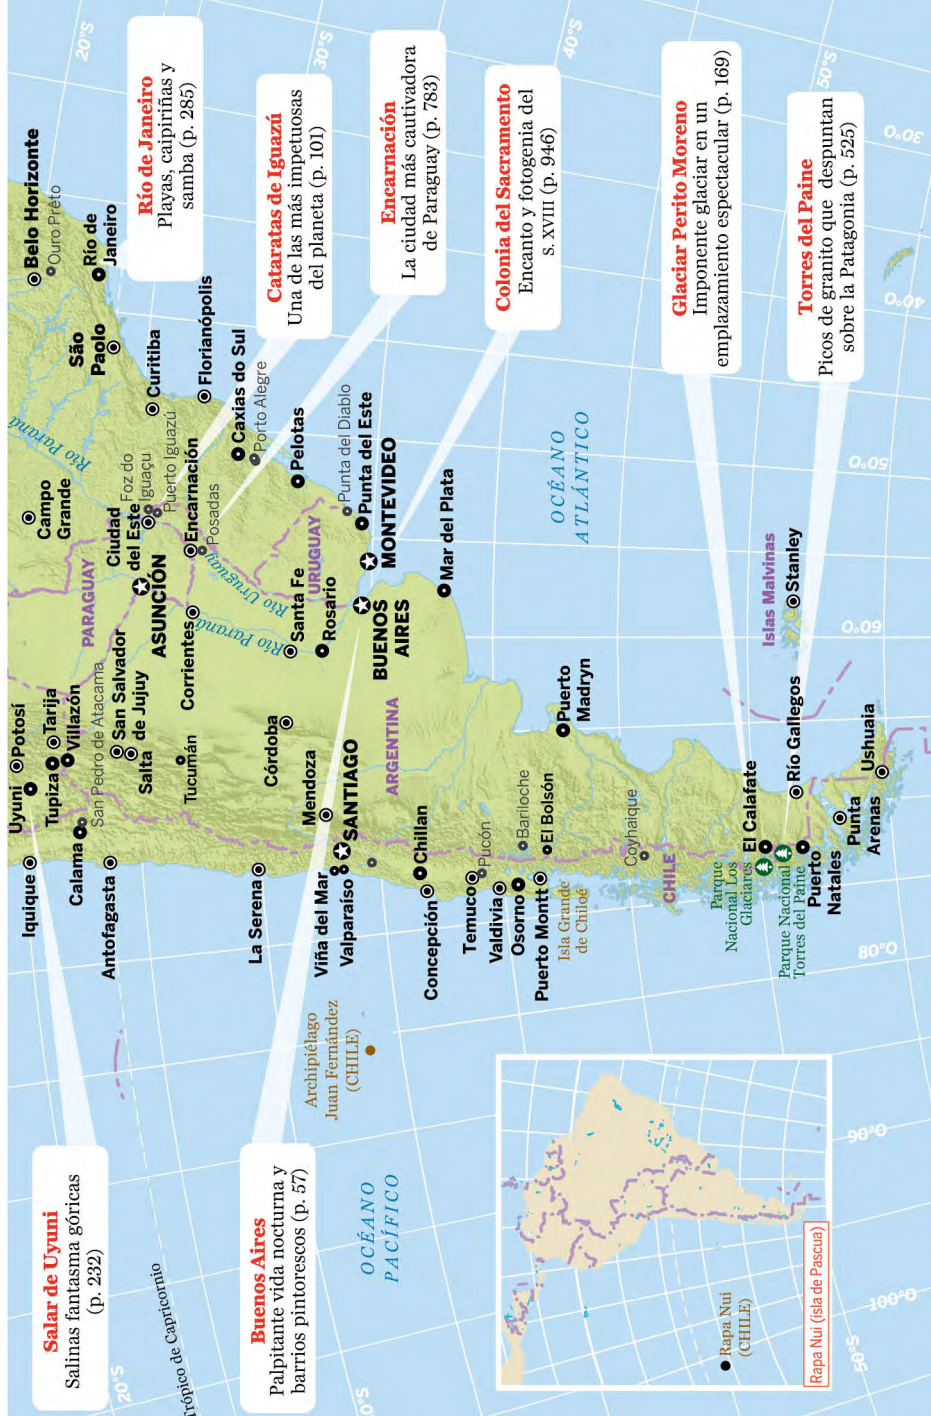 Salar de Uyuni
Salinas fantasma góricas
(p. 232)
Buenos Aires
Palpitante vida nocturna y
barrios pintorescos (p. 57)
Río de Janeiro
Playas, caipiriñas y
samba (p. 285)
Cataratas de Iguazú
Una de las más impetuosas
del planeta (p. 101)
Encarnación
La ciudad más cautivadora
de Paraguay (p. 783)
Colonia del Sacramento
Encanto y fotogenia del
s. XVIII (p. 946)
Glaciar Perito Moreno
Imponente glaciar en un
emplazamiento espectacular (p. 169)
Torres del Paine
Picos de granito que despuntan
sobre la Patagonia (p. 525)
Trópico de Capricornio
20°S
0°S
OCÉANO
PACÍFICO
Archipiélago
Juan Fernández
(CHILE)
Iquique
Uyuni
Potosí
Tupiza
Tarija
Villazón
Calama
San Pedro de Atacama
Antofagasta
San Salvador
de Jujuy
Salta
Tucumán
La Serena
Córdoba
Mendoza
Viña del Mar
Valparaíso
SANTIAGO
ARGENTINA
Chillan
Concepción
Temuco
Pucón
Valdivia
Osorno
Bariloche
Puerto Montt
El Bolsón
Isla Grande
de Chiloé
Coyhaique
CHILE
Puerto
Madryn
Parque
Nacional Los
Glaciares
El Calafate
Parque Nacional
Torres del Paine
Puerto
Natales
Río Gallegos
Punta
Arenas
Ushuaia
Islas Malvinas
Stanley
PARAGUAY
ASUNCIÓN
Ciudad
del Este
Foz do
Iguaçu
Puerto Iguazú
Encarnación
Posadas
Corrientes
Río Paraná
Río Uruguay
Santa Fe
Rosario
URUGUAY
BUENOS
AIRES
MONTEVIDEO
Punta del Este
Punta del Diablo
Mar del Plata
Campo
Grande
Río Paraná
Belo Horizonte
Ouro Prêto
Río de
Janeiro
São
Paolo
Curitiba
Florianópolis
Caxias do Sul
Porto Alegre
Pelotas
OCÉANO
ATLÁNTICO
20°S
30°S
40°S
50°S
30°O
40°O
50°O
60°O
80°O
90°O
100°O
50°S
Rapa Nui
(CHILE)
Rapa Nui (isla de Pascua)